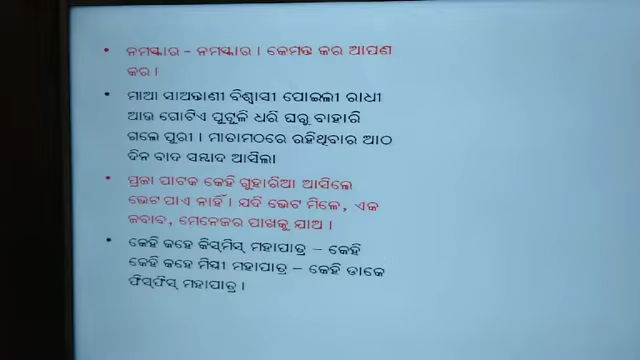 • ନମସ୍କାର – ନମସ୍କାର । କେମନ୍ତ କର ଆପଣ
କର ।
• ମାଆ ସାଅନ୍ତାଣୀ ବିଶ୍ୱାସୀ ପୋଇଲୀ ରାଧୀ
ଆଉ ଗୋଟିଏ ପୁଟୁଳି ଧରି ଘରୁ ବାହାରି
ଗଲେ ପୁରୀ । ମାତାମଠରେ ରହିଥିବାର ଆଠ
ଦିନ ବାଦ ସମ୍ବାଦ ଆସିଲା
• ପ୍ରଜା ପାଟକ କେହି ଗୁହାରିଆ ଆସିଲେ
ଭେଟ ପାଏ ନାହିଁ । ଯଦି ଭେଟ ମିଳେ, ଏକ
ଜବାବ, ମେନେଜର ପାଖକୁ ଯାଅ ।
• କେହି କହେ କିସ୍‌ମିସ୍ ମହାପାତ୍ର – କେହି
କେହି କହେ ମିସୀ ମହାପାତ୍ର – କେହି ଡାକେ
ଫିସ୍‌ଫିସ୍ ମହାପାତ୍ର ।